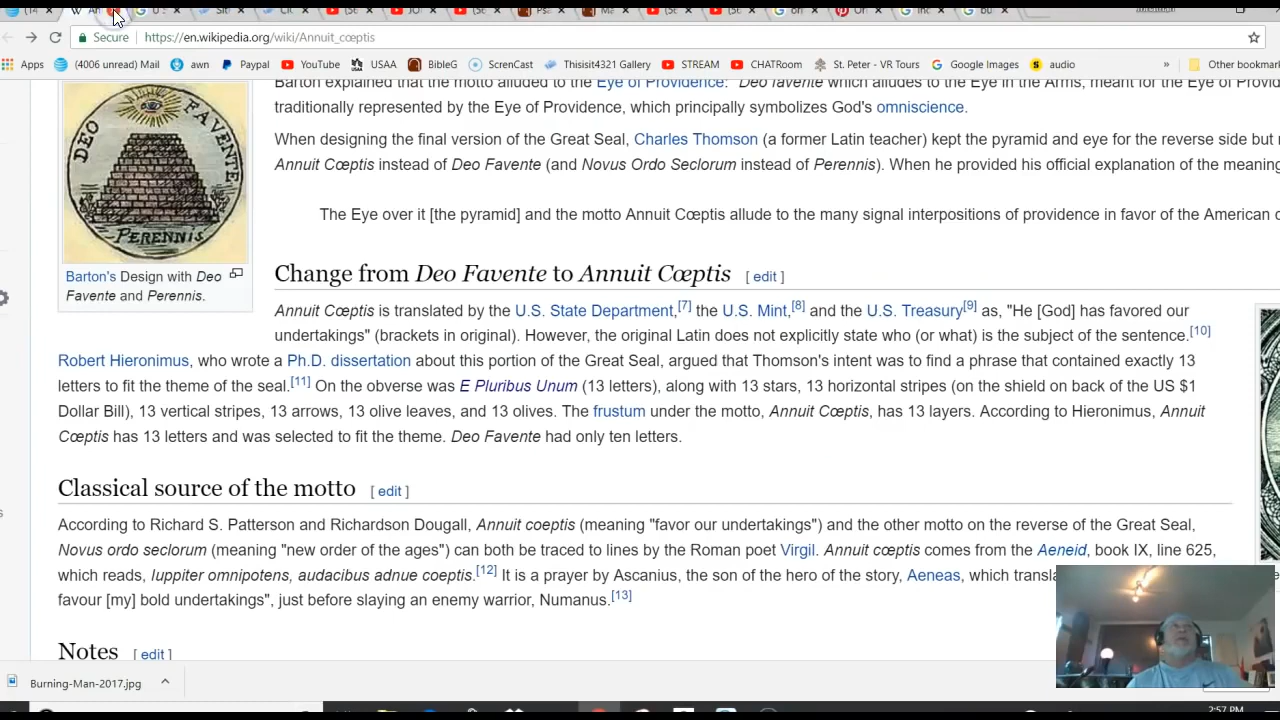 Secure https://en.wikipedia.org/wiki/Annuit_cœptis
Apps (4006 unread) Mail awn Paypal YouTube USAA BibleG ScrenCast Thisisit4321 Gallery STREAM CHATRoom St. Peter - VR Tours Google Images audio » Other bookmar
Barton explained that the motto alluded to the Eye of Providence: "Deo favente which alludes to the Eye in the Arms, meant for the Eye of Provid
traditionally represented by the Eye of Providence, which principally symbolizes God's omniscience.
When designing the final version of the Great Seal, Charles Thomson (a former Latin teacher) kept the pyramid and eye for the reverse side but
Annuit Cœptis instead of Deo Favente (and Novus Ordo Seclorum instead of Perennis). When he provided his official explanation of the meaning
The Eye over it [the pyramid] and the motto Annuit Cœptis allude to the many signal interpositions of providence in favor of the American
DEO FAVENTE
PERENNIS
Barton's Design with Deo
Favente and Perennis.
Change from Deo Favente to Annuit Cœptis [ edit ]
Annuit Cœptis is translated by the U.S. State Department,[7] the U.S. Mint,[8] and the U.S. Treasury[9] as, "He [God] has favored our
undertakings" (brackets in original). However, the original Latin does not explicitly state who (or what) is the subject of the sentence.[10]
Robert Hieronimus, who wrote a Ph.D. dissertation about this portion of the Great Seal, argued that Thomson's intent was to find a phrase that contained exactly 13
letters to fit the theme of the seal.[11] On the obverse was E Pluribus Unum (13 letters), along with 13 stars, 13 horizontal stripes (on the shield on back of the US $1
Dollar Bill), 13 vertical stripes, 13 arrows, 13 olive leaves, and 13 olives. The frustum under the motto, Annuit Cœptis, has 13 layers. According to Hieronimus, Annuit
Cœptis has 13 letters and was selected to fit the theme. Deo Favente had only ten letters.
Classical source of the motto [ edit ]
According to Richard S. Patterson and Richardson Dougall, Annuit coeptis (meaning "favor our undertakings") and the other motto on the reverse of the Great Seal,
Novus ordo seclorum (meaning "new order of the ages") can both be traced to lines by the Roman poet Virgil. Annuit cœptis comes from the Aeneid, book IX, line 625,
which reads, Iuppiter omnipotens, audacibus adnue coeptis.[12] It is a prayer by Ascanius, the son of the hero of the story, Aeneas, which transla
favour [my] bold undertakings", just before slaying an enemy warrior, Numanus.[13]
Notes [ edit ]
Burning-Man-2017.jpg
2:57 PM